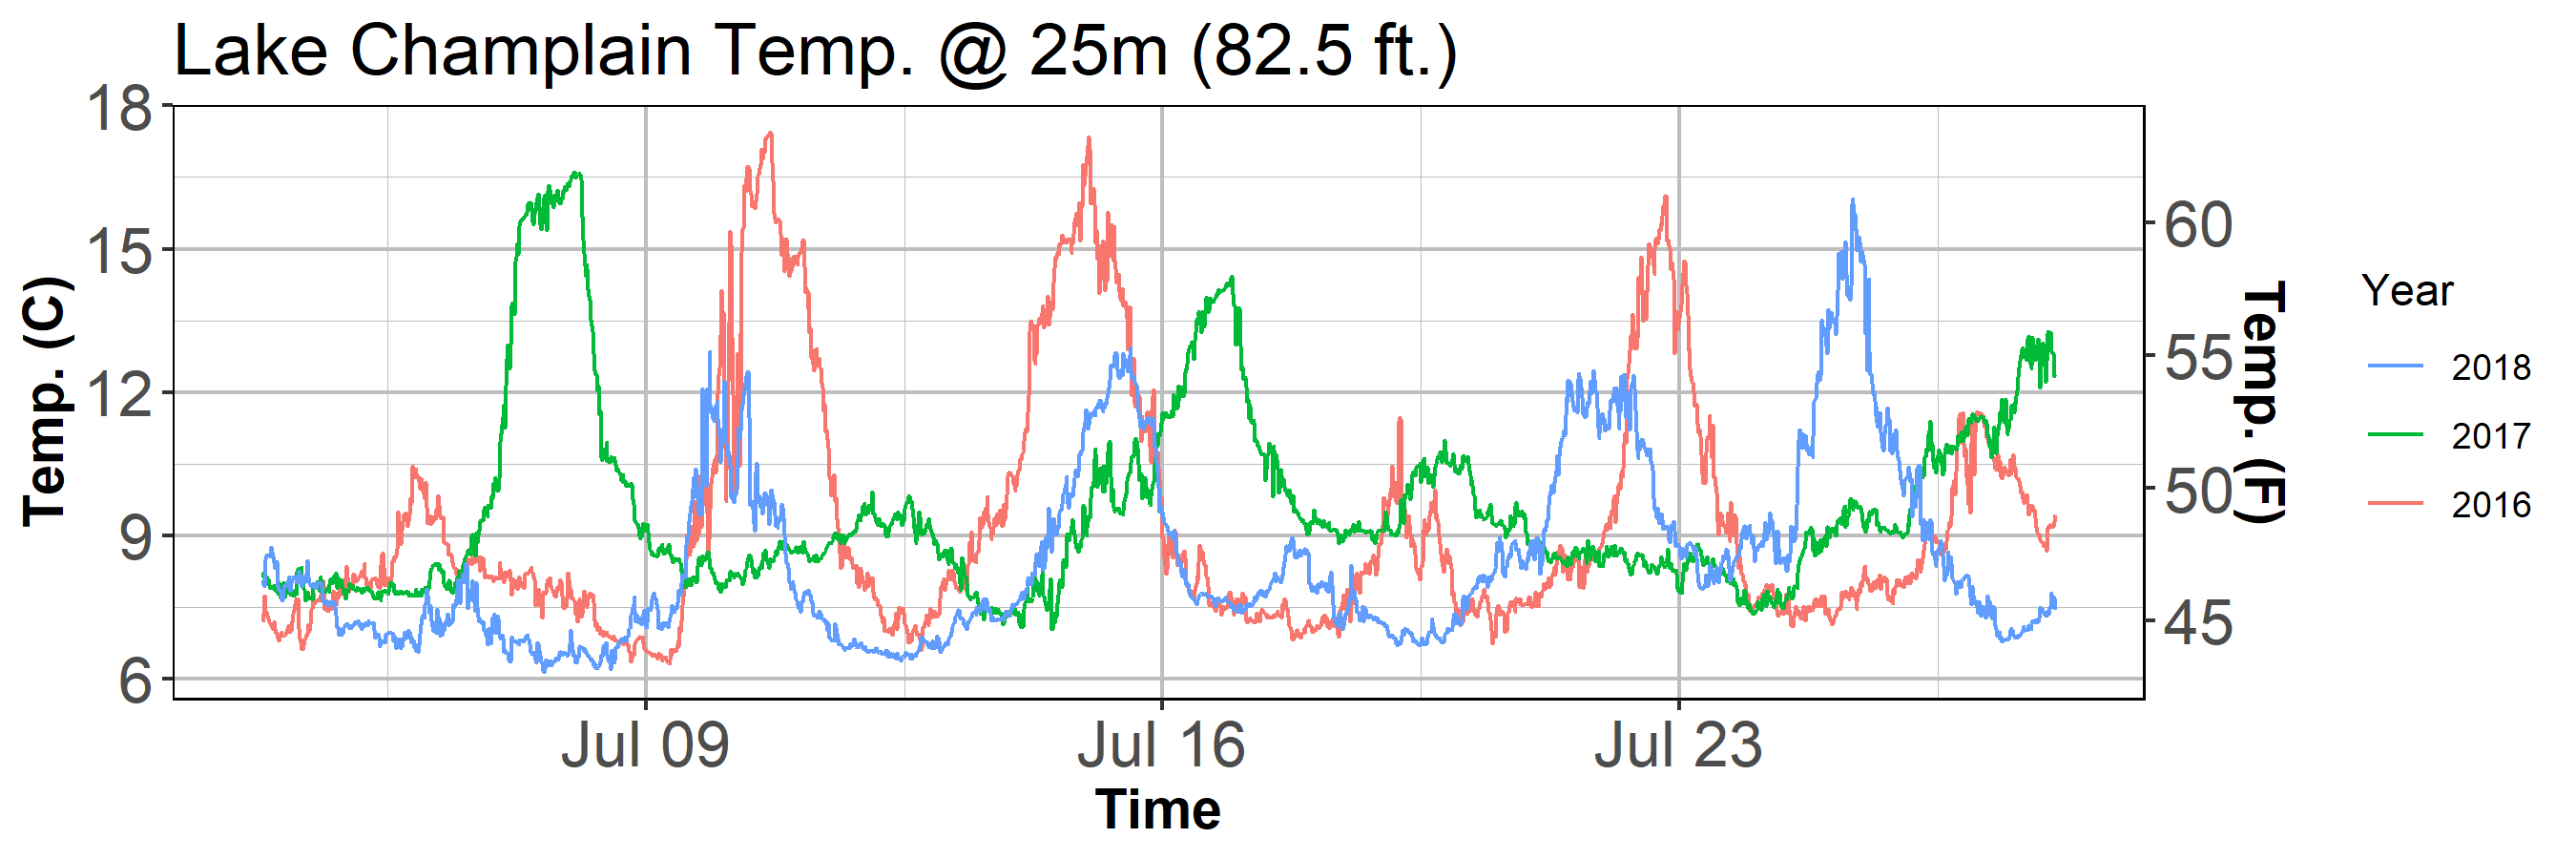 Lake Champlain Temp. @ 25m (82.5 ft.)
18
15
12
9
6
Temp. (C)
60
55
50
45
Temp. (F)
Jul 09
Jul 16
Jul 23
Time
Year
2018
2017
2016